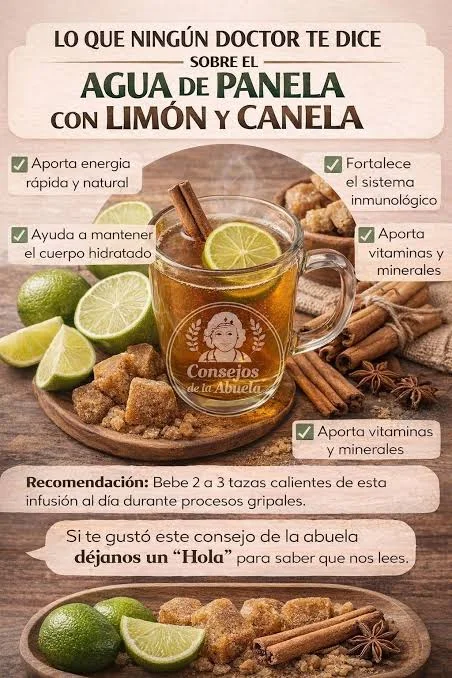 LO QUE NINGÚN DOCTOR TE DICE
SOBRE EL
AGUA DE PANELA
CON LIMÓN Y CANELA
Aporta energia
rápida y natural
Fortalece
el sistema
inmunológico
Ayuda a mantener
el cuerpo hidratado
Aporta
vitaminas y
minerales
Consejos
de la Abuela
Aporta vitaminas
y minerales
Recomendación: Bebe 2 a 3 tazas calientes de esta
infusión al día durante procesos gripales.
Si te gustó este consejo de la abuela
déjanos un “Hola” para saber que nos lees.